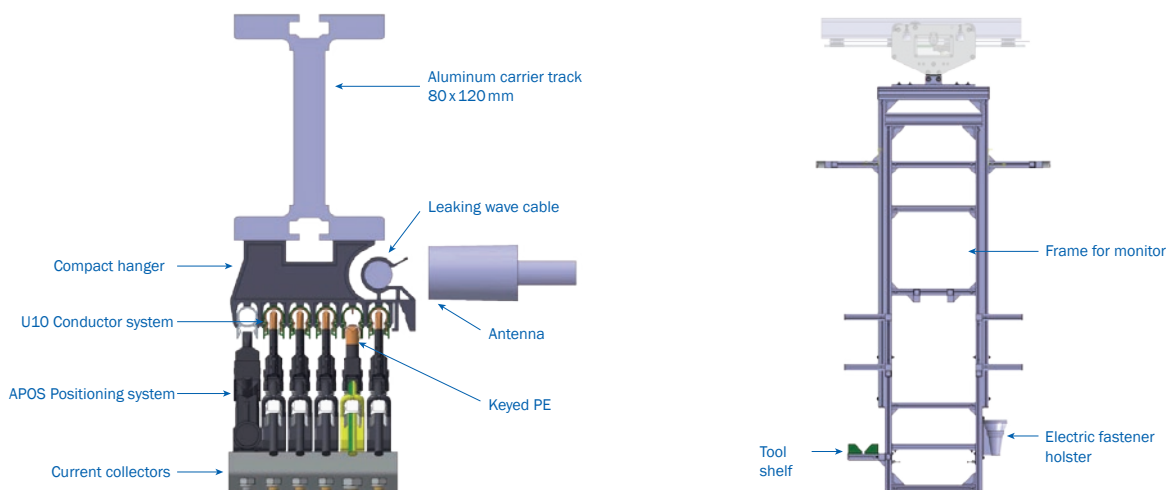 Aluminum carrier track
80 x 120 mm
Leaking wave cable
Compact hanger
U10 Conductor system
Antenna
APOS Positioning system
Keyed PE
Current collectors
Frame for monitor
Tool
shelf
Electric fastener
holster